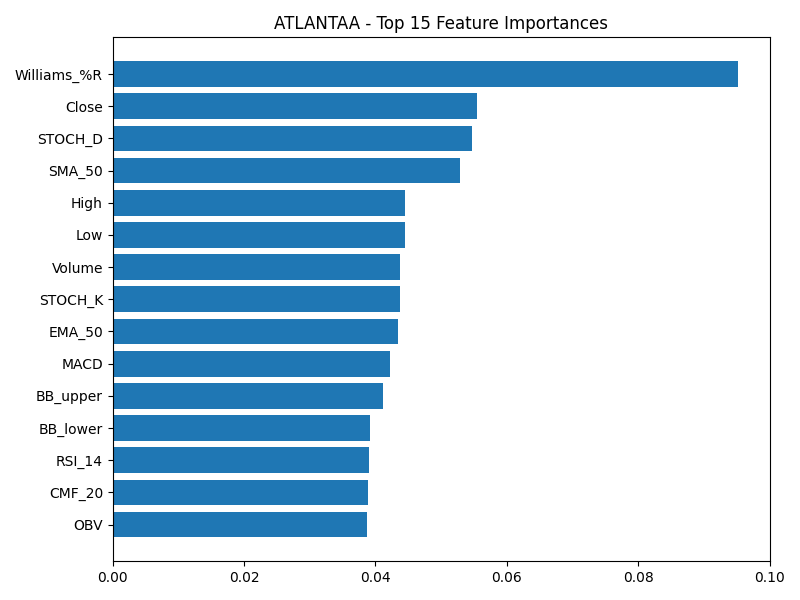 ATLANTAA - Top 15 Feature Importances
Williams_%R
Close
STOCH_D
SMA_50
High
Low
Volume
STOCH_K
EMA_50
MACD
BB_upper
BB_lower
RSI_14
CMF_20
OBV
0.00 0.02 0.04 0.06 0.08 0.10